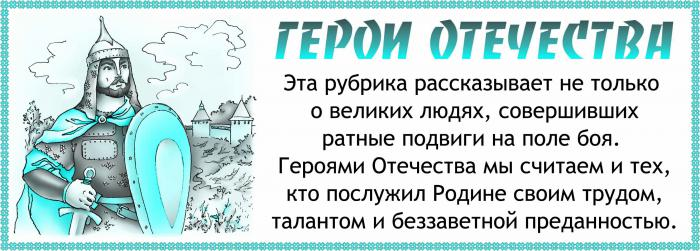 ГЕРОИ ОТЕЧЕСТВА
Эта рубрика рассказывает не только
о великих людях, совершивших
ратные подвиги на поле боя.
Героями Отечества мы считаем и тех,
кто послужил Родине своим трудом,
талантом и беззаветной преданностью.